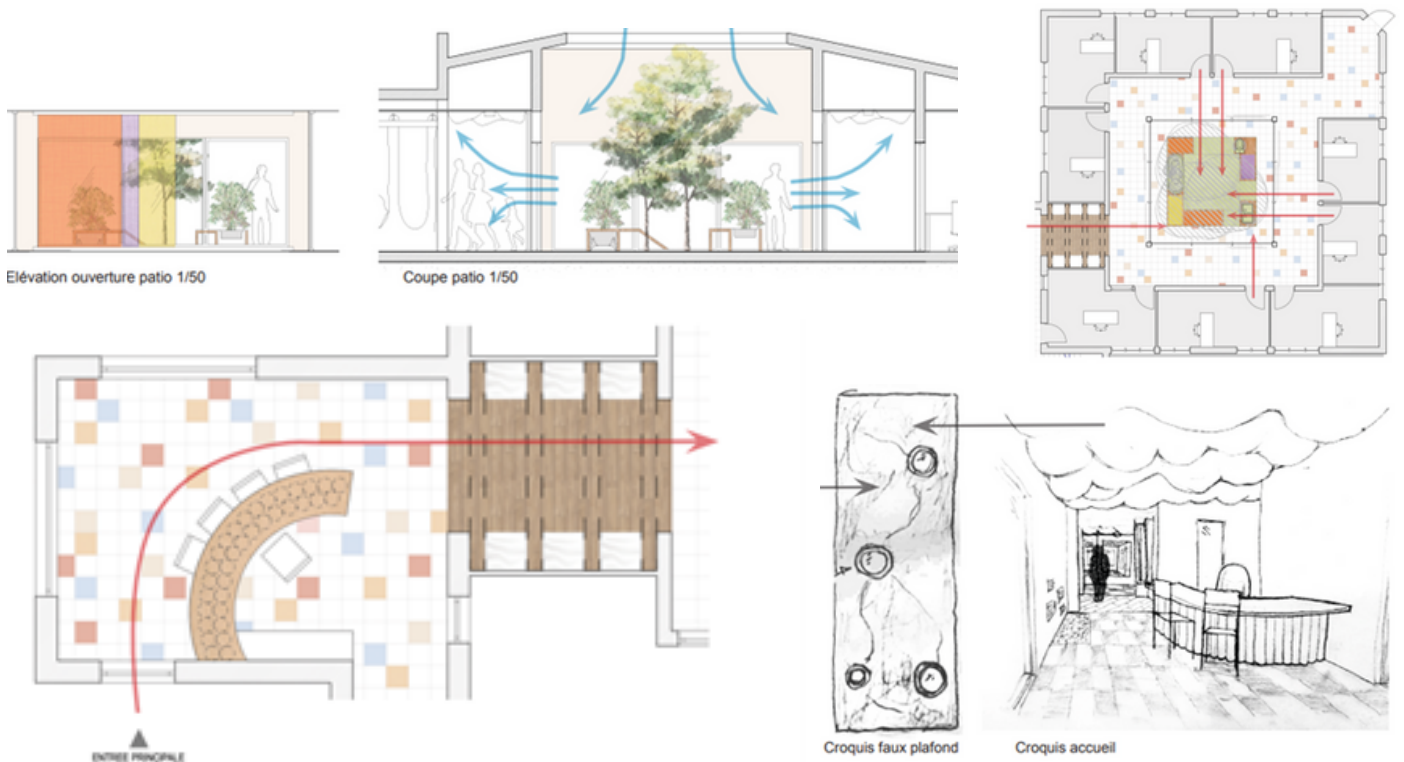 Elévation ouverture patio 1/50
Coupe patio 1/50
ENTREE PRINCIPALE
Croquis faux plafond
Croquis accueil